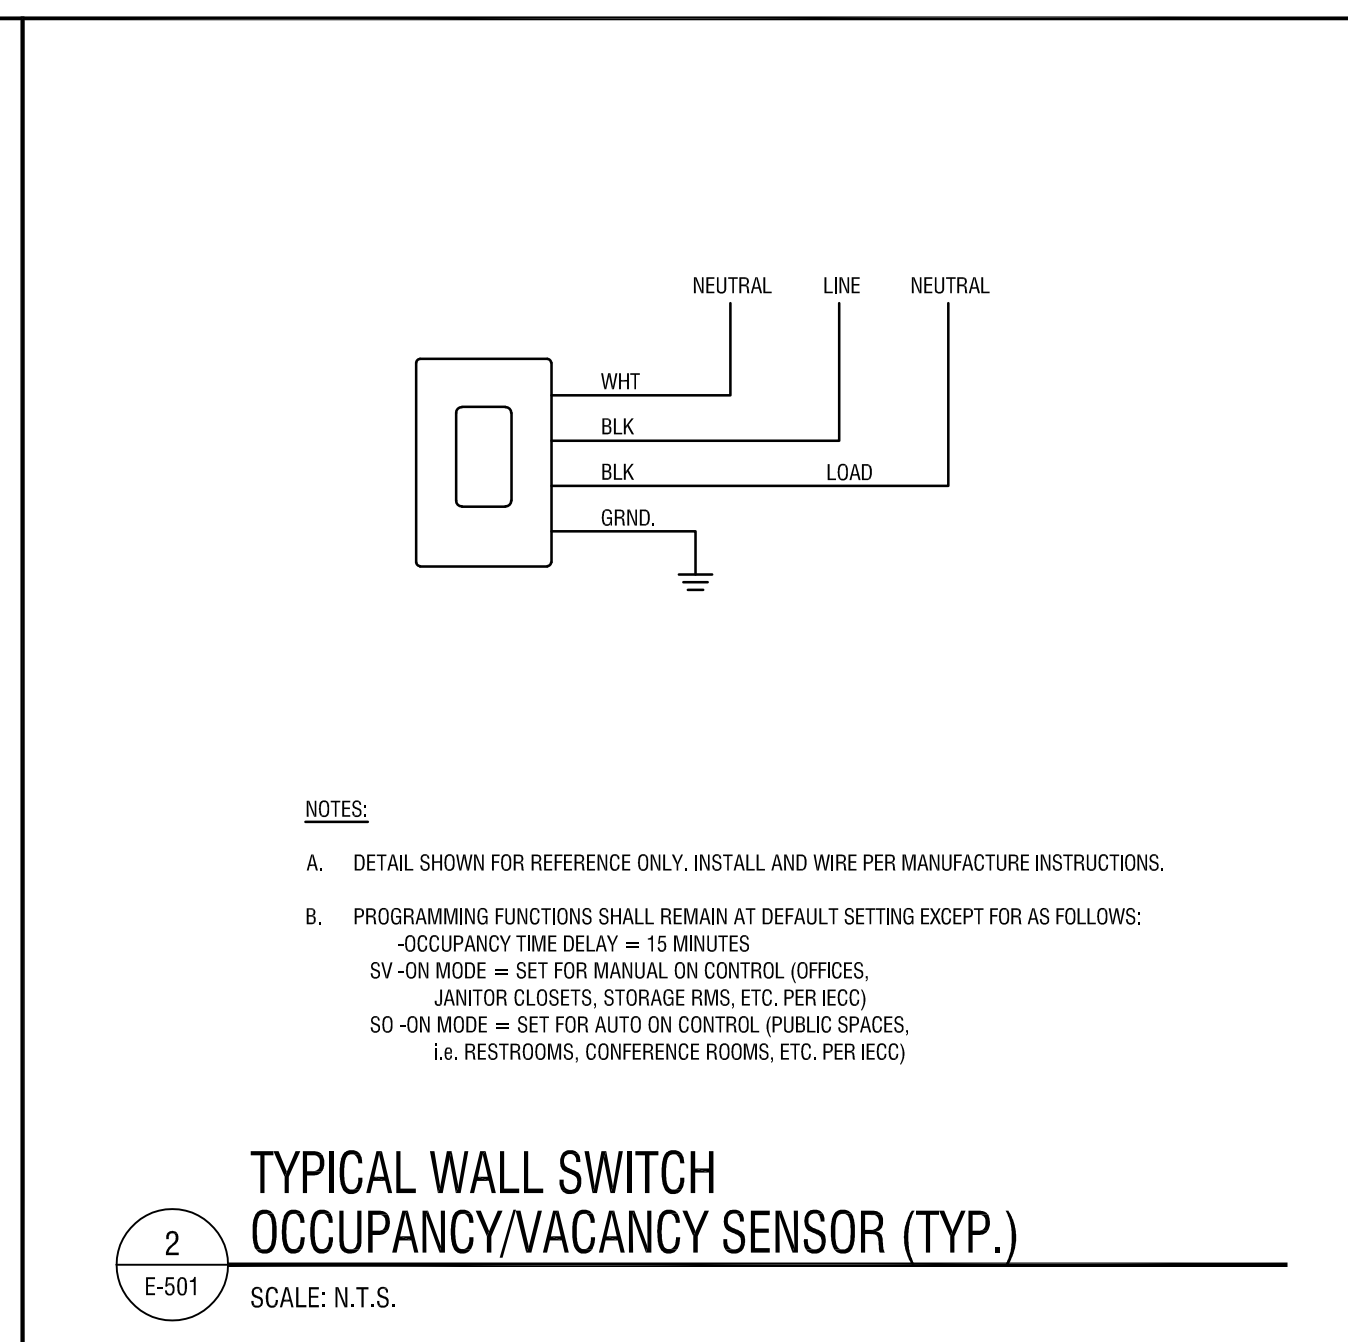 NEUTRAL LINE NEUTRAL
WHT
BLK
BLK LOAD
GRND.
NOTES:
A. DETAIL SHOWN FOR REFERENCE ONLY. INSTALL AND WIRE PER MANUFACTURE INSTRUCTIONS.
B. PROGRAMMING FUNCTIONS SHALL REMAIN AT DEFAULT SETTING EXCEPT FOR AS FOLLOWS:
-OCCUPANCY TIME DELAY = 15 MINUTES
SV -ON MODE = SET FOR MANUAL ON CONTROL (OFFICES,
JANITOR CLOSETS, STORAGE RMS, ETC. PER IECC)
SO -ON MODE = SET FOR AUTO ON CONTROL (PUBLIC SPACES,
i.e. RESTROOMS, CONFERENCE ROOMS, ETC. PER IECC)
TYPICAL WALL SWITCH
OCCUPANCY/VACANCY SENSOR (TYP.)
2
E-501
SCALE: N.T.S.